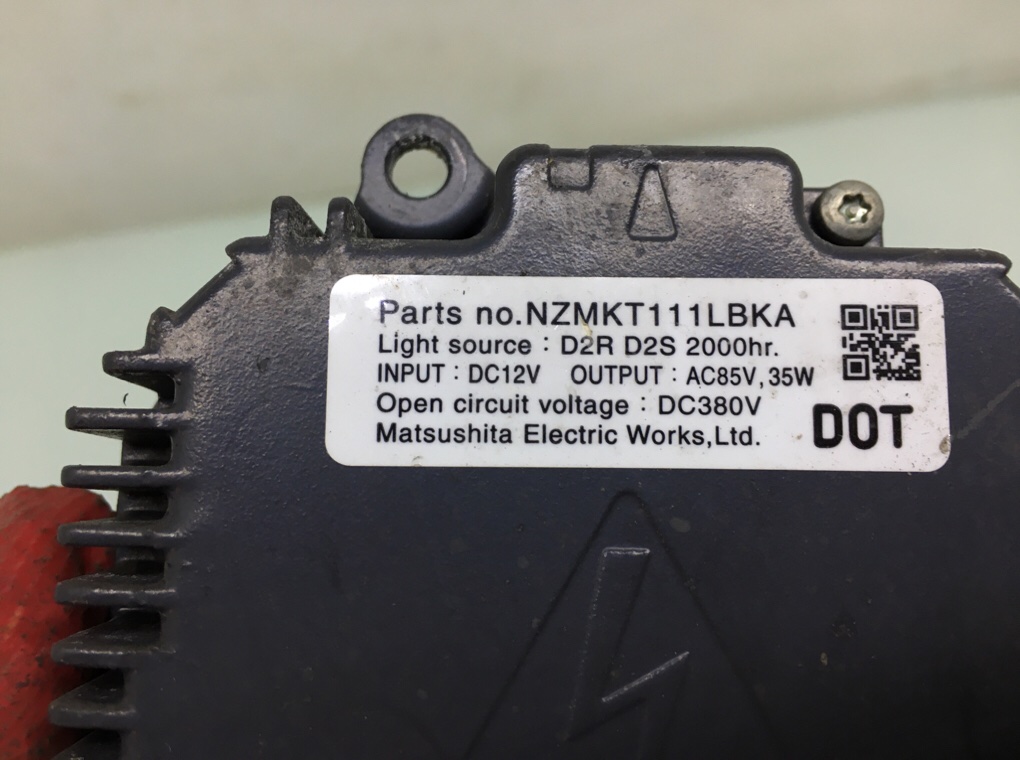 Parts no.NZMKT111LBKA
Light source : D2R D2S 2000hr.
INPUT : DC12V OUTPUT : AC85V, 35W
Open circuit voltage : DC380V
Matsushita Electric Works,Ltd.
DOT